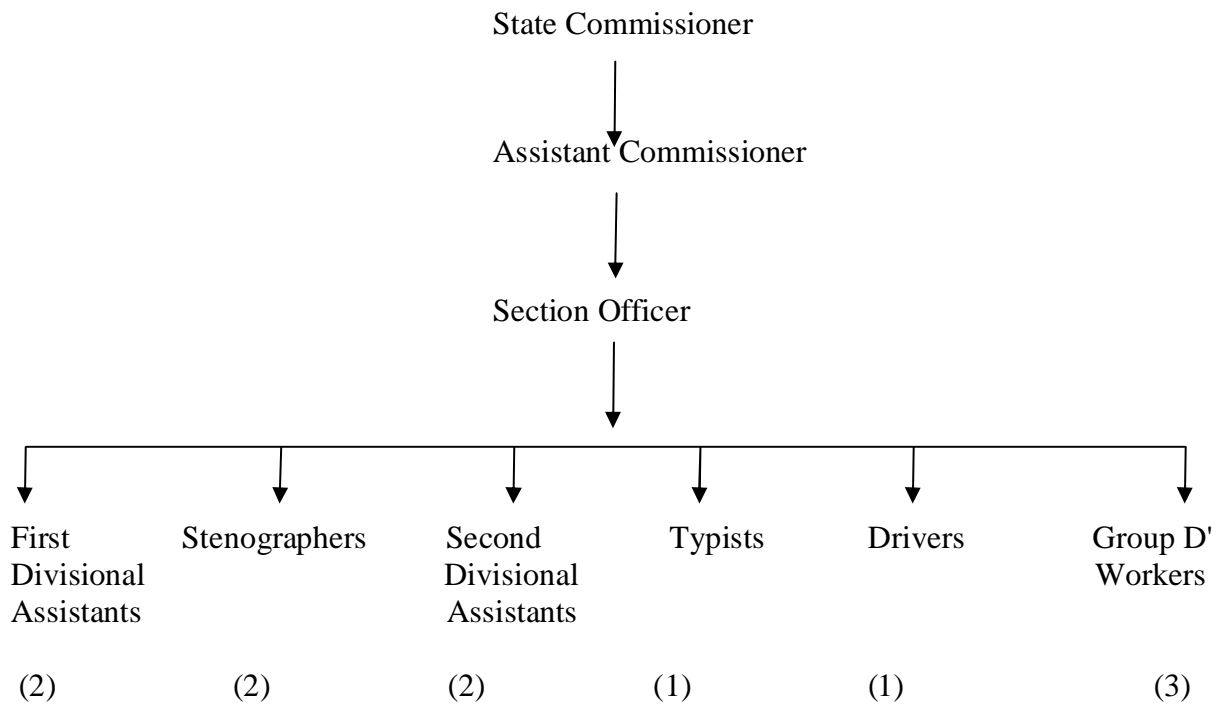 State Commissioner
Assistant Commissioner
Section Officer
First
Divisional
Assistants
Stenographers
Second
Divisional
Assistants
Typists
Drivers
Group D'
Workers
(2) (2) (2) (1) (1) (3)